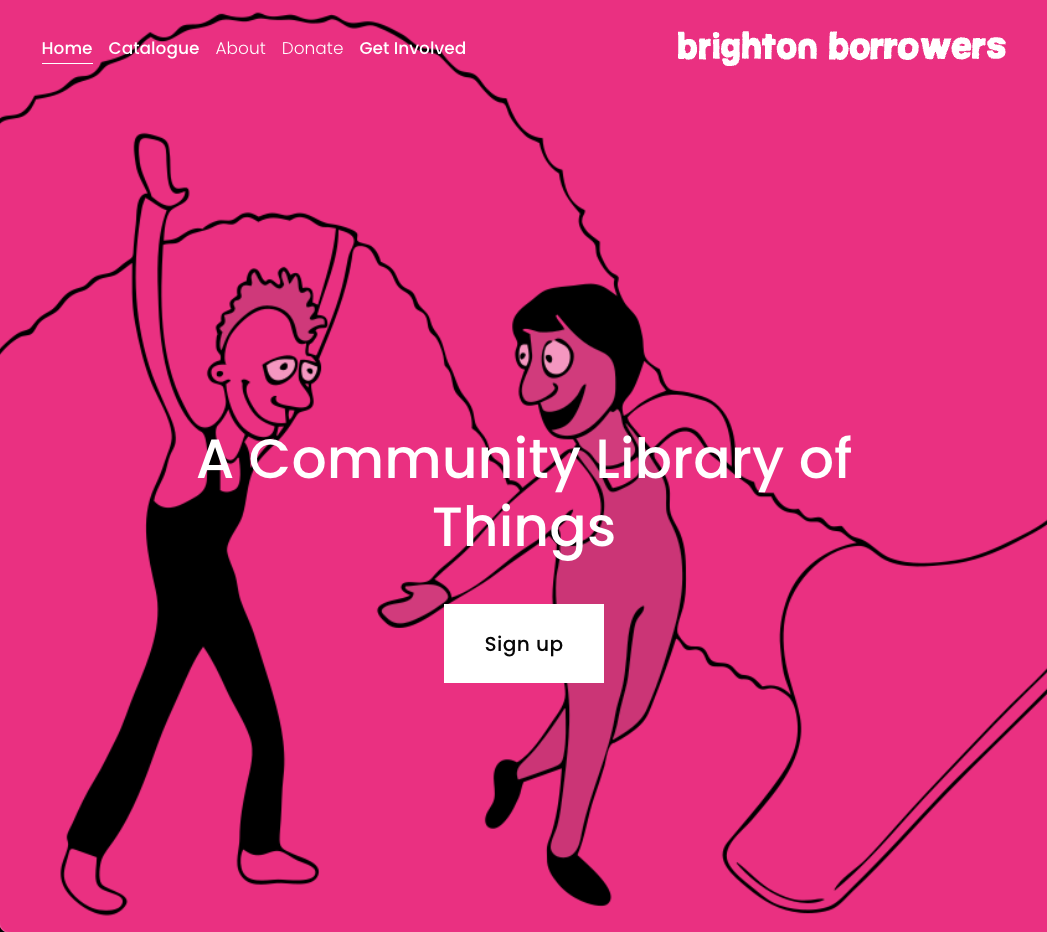 Home Catalogue About Donate Get Involved
brighton borrowers
A Community Library of
Things
Sign up